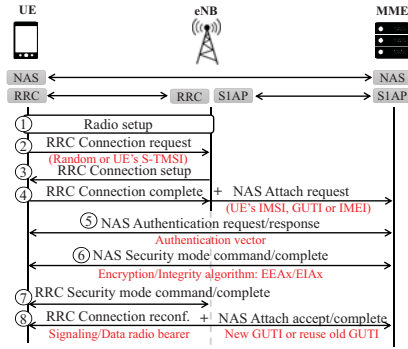 UE eNB MME
NAS NAS
RRC RRC S1AP S1AP
1 Radio setup
2 RRC Connection request
(Random or UE's S-TMSI)
3 RRC Connection setup
4 RRC Connection complete + NAS Attach request
(UE's IMSI, GUTI or IMEI)
5 NAS Authentication request/response
Authentication vector
6 NAS Security mode command/complete
Encryption/Integrity algorithm: EEAx/EIAx
7 RRC Security mode command/complete
8 RRC Connection reconf. + NAS Attach accept/complete
Signaling/Data radio bearer New GUTI or reuse old GUTI